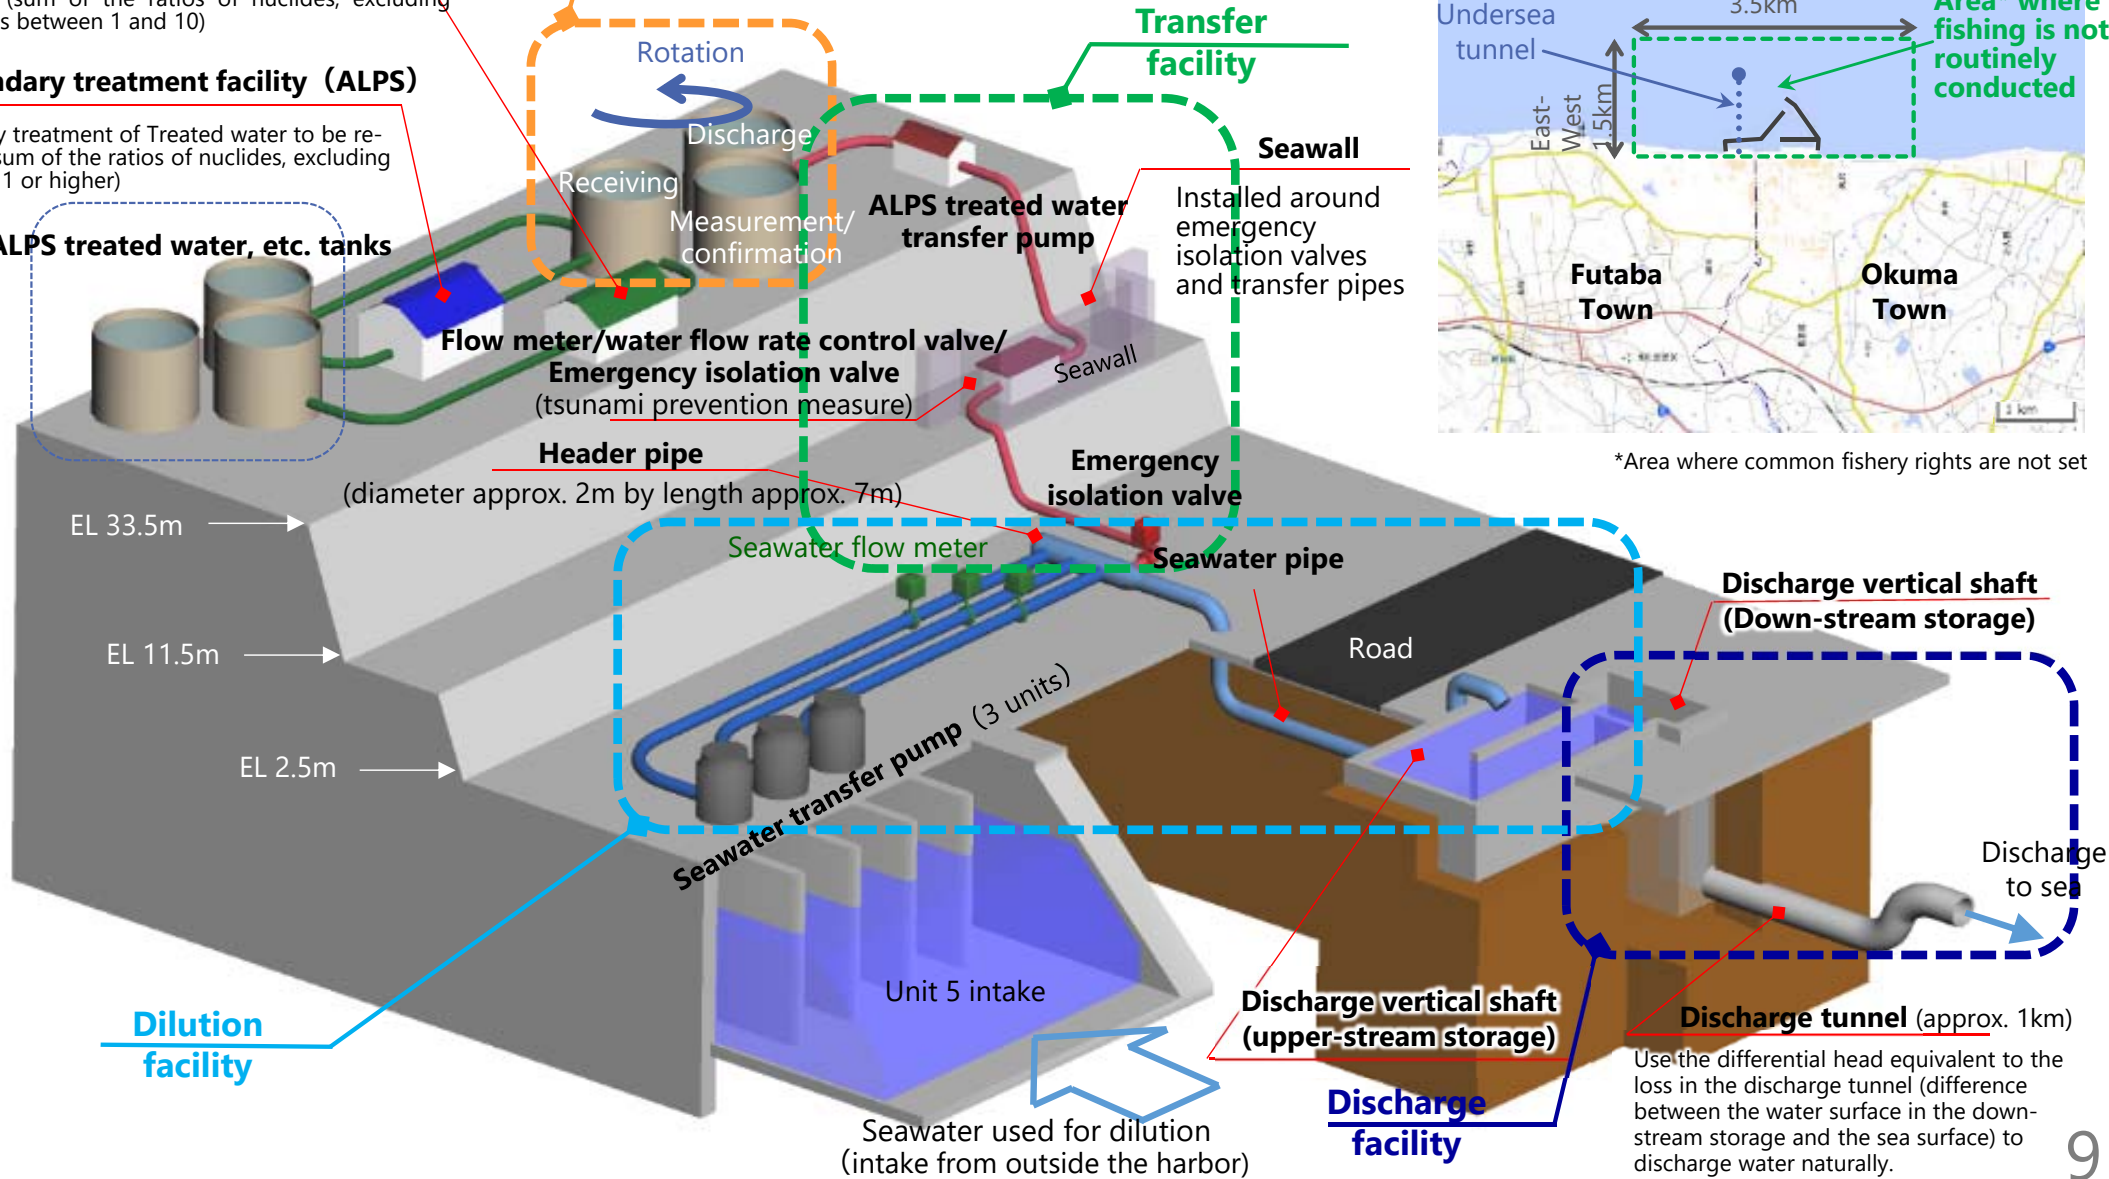 (sum of the ratios of nuclides, excluding
s between 1 and 10)
ndary treatment facility（ALPS）
y treatment of Treated water to be re-
sum of the ratios of nuclides, excluding
1 or higher)
ALPS treated water, etc. tanks
Rotation
Discharge
Receiving
Measurement/
confirmation
Transfer
facility
ALPS treated water
transfer pump
Seawall
Installed around
emergency
isolation valves
and transfer pipes
Flow meter/water flow rate control valve/
Emergency isolation valve
(tsunami prevention measure)
Seawall
Header pipe
(diameter approx. 2m by length approx. 7m)
Emergency
isolation valve
Seawater flow meter
Seawater pipe
EL 33.5m
EL 11.5m
EL 2.5m
Road
Seawater transfer pump（3 units）
Unit 5 intake
Dilution
facility
Seawater used for dilution
（intake from outside the harbor)
Discharge vertical shaft
(Down-stream storage)
Discharge vertical shaft
(upper-stream storage)
Discharge
facility
Discharge
to sea
Discharge tunnel (approx. 1km)
Use the differential head equivalent to the
loss in the discharge tunnel (difference
between the water surface in the down-
stream storage and the sea surface) to
discharge water naturally.
Undersea
tunnel
3.5km
East-
West
1.5km
Area* where
fishing is not
routinely
conducted
Futaba
Town
Okuma
Town
1 km
*Area where common fishery rights are not set
9